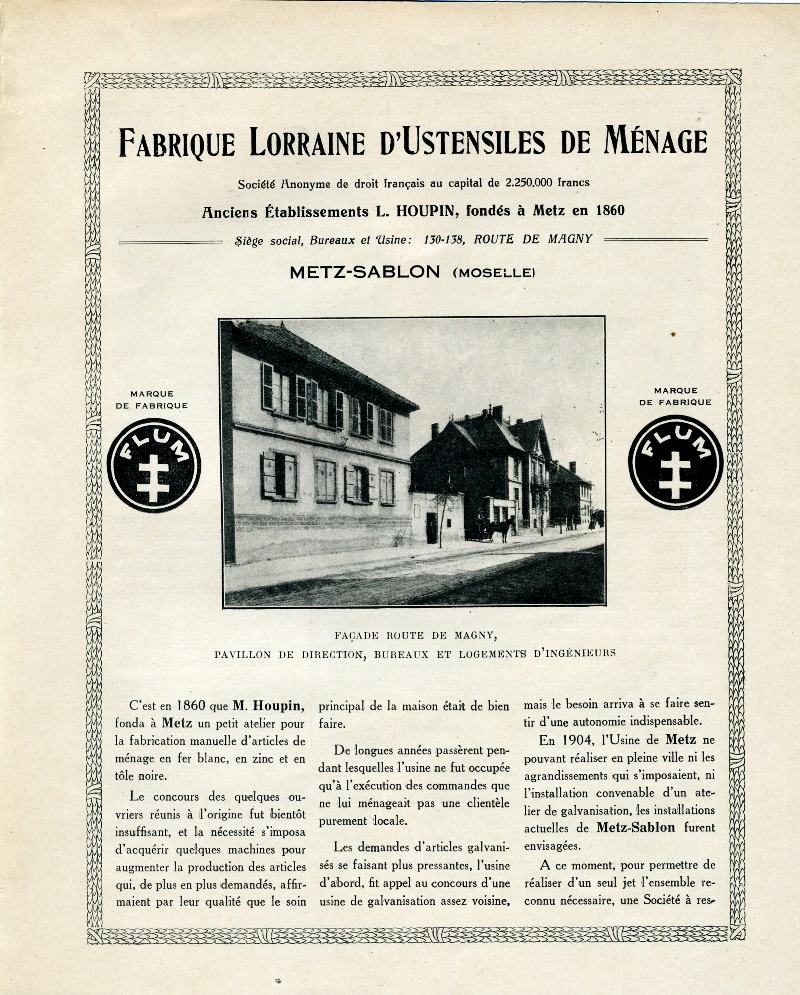 FABRIQUE LORRAINE D'USTENSILES DE MÉNAGE
Société Anonyme de droit français au capital de 2.250.000 francs
Anciens Établissements L. HOUPIN, fondés à Metz en 1860
Siège social, Bureaux et Usine: 130-138, ROUTE DE MAGNY
METZ-SABLON (MOSELLE)
MARQUE
DE FABRIQUE
FLUM
MARQUE
DE FABRIQUE
FLUM
FAÇADE ROUTE DE MAGNY,
PAVILLON DE DIRECTION, BUREAUX ET LOGEMENTS D'INGÉNIEURS
C'est en 1860 que M. Houpin,
fonda à Metz un petit atelier pour
la fabrication manuelle d'articles de
ménage en fer blanc, en zinc et en
tôle noire.
Le concours des quelques ou-
vriers réunis à l'origine fut bientôt
insuffisant, et la nécessité s'imposa
d'acquérir quelques machines pour
augmenter la production des articles
qui, de plus en plus demandés, affir-
maient par leur qualité que le soin
principal de la maison était de bien
faire.
De longues années passèrent pen-
dant lesquelles l'usine ne fut occupée
qu'à l'exécution des commandes que
ne lui ménageait pas une clientèle
purement locale.
Les demandes d'articles galvani-
sés se faisant plus pressantes, l'usine
d'abord, fit appel au concours d'une
usine de galvanisation assez voisine,
mais le besoin arriva à se faire sen-
tir d'une autonomie indispensable.
En 1904, l'Usine de Metz ne
pouvant réaliser en pleine ville ni les
agrandissements qui s'imposaient, ni
l'installation convenable d'un ate-
lier de galvanisation, les installations
actuelles de Metz-Sablon furent
envisagées.
A ce moment, pour permettre de
réaliser d'un seul jet l'ensemble re-
connu nécessaire, une Société à res-